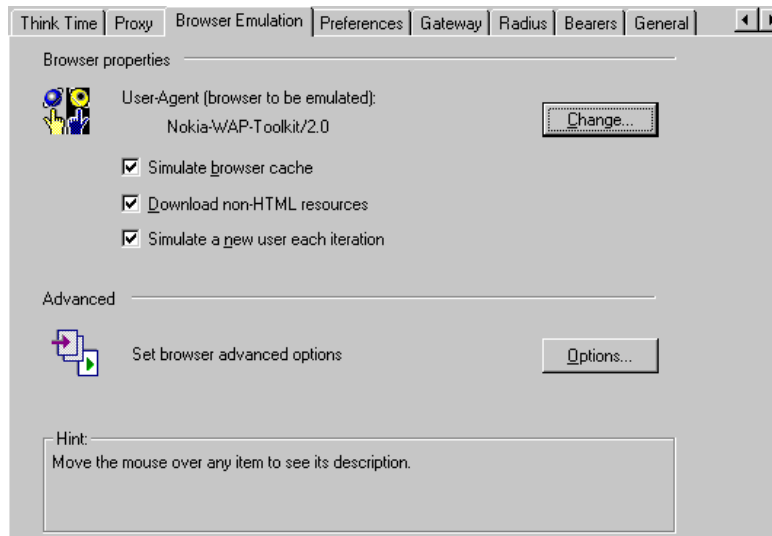 Think Time Proxy Browser Emulation Preferences Gateway Radius Bearers General
Browser properties
User-Agent (browser to be emulated):
Nokia-WAP-Toolkit/2.0
Change...
Simulate browser cache
Download non-HTML resources
Simulate a new user each iteration
Advanced
Set browser advanced options
Options...
Hint:
Move the mouse over any item to see its description.